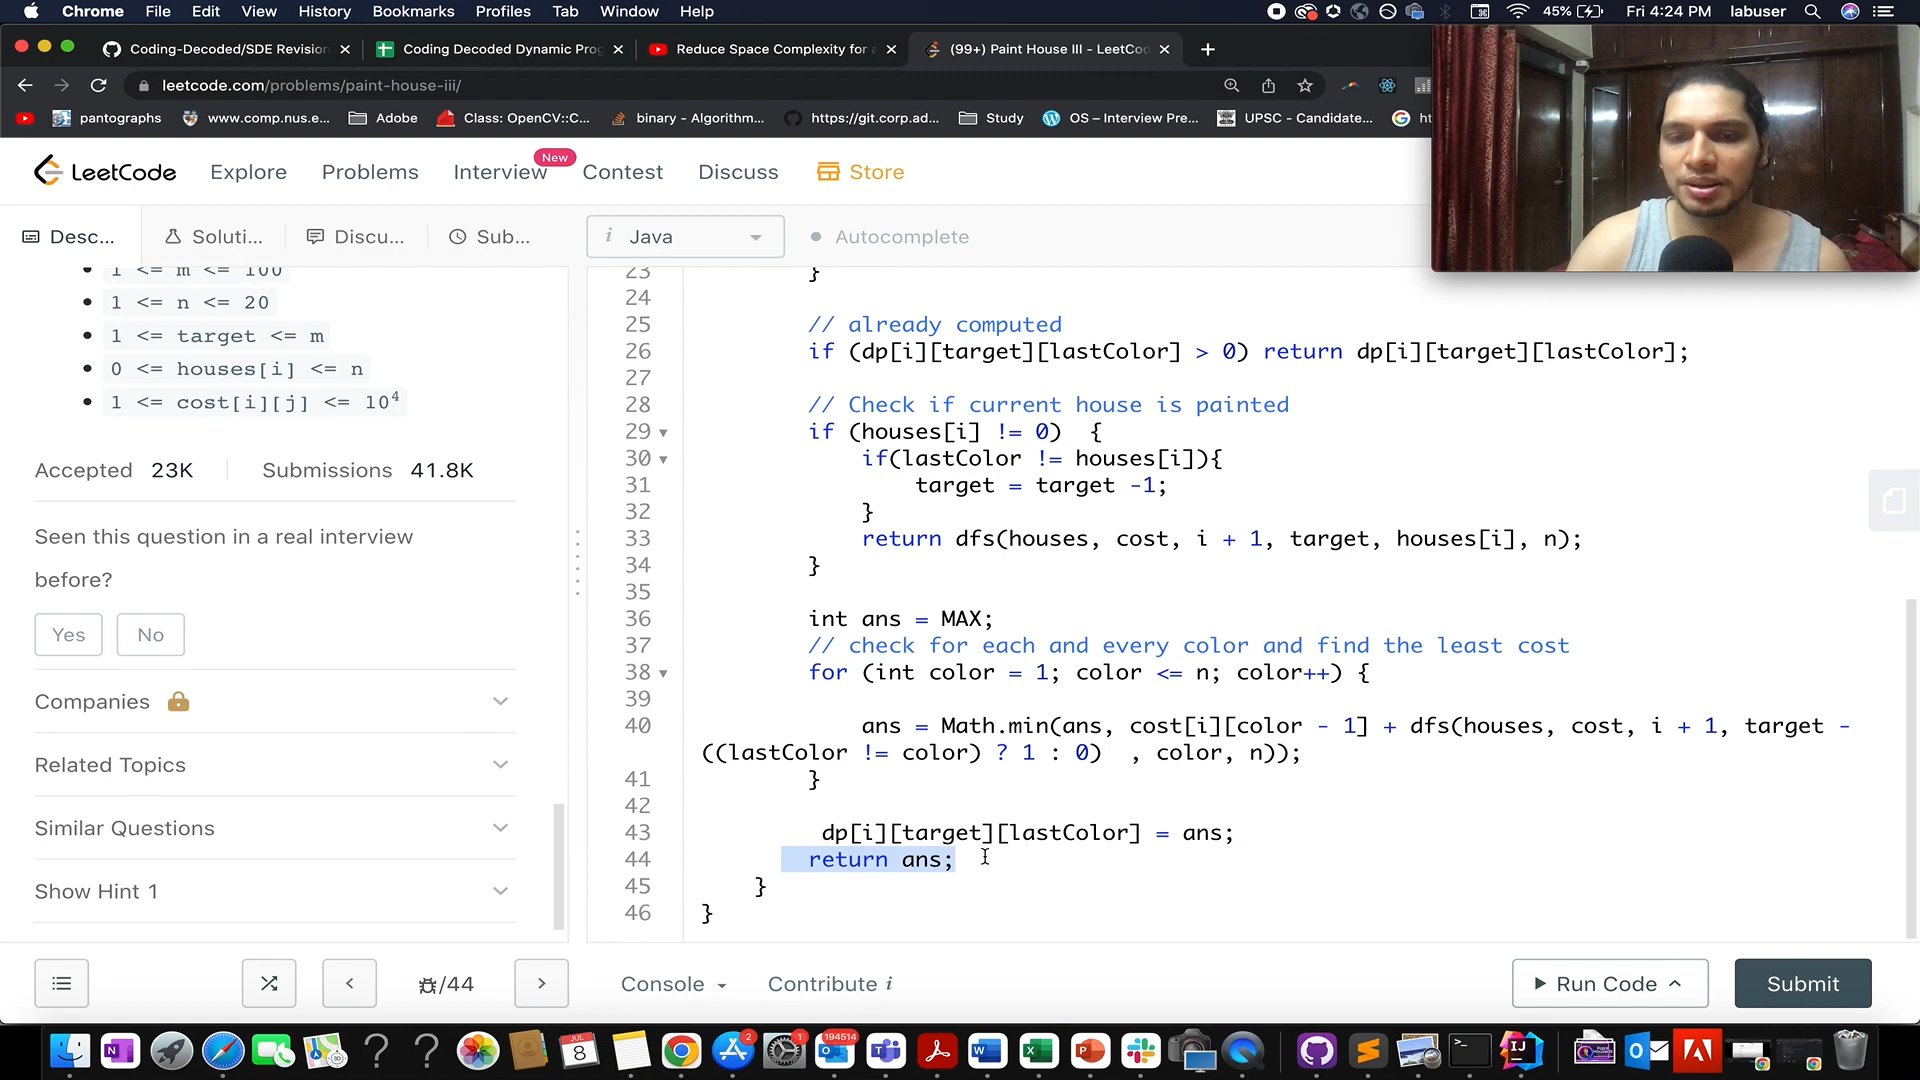 Chrome File Edit View History Bookmarks Profiles Tab Window Help
45% Fri 4:24 PM labuser
Coding-Decoded/SDE Revision
Coding Decoded Dynamic Prog
Reduce Space Complexity for a
(99+) Paint House III - LeetCod
leetcode.com/problems/paint-house-iii/
pantographs
www.comp.nus.e...
Adobe
Class: OpenCV::C...
binary - Algorithm...
https://git.corp.ad...
Study
OS – Interview Pre...
UPSC - Candidate...
LeetCode
Explore
Problems
Interview
New
Contest
Discuss
Store
Desc...
Soluti...
Discu...
Sub...
i Java
Autocomplete
1 <= m <= 100
1 <= n <= 20
1 <= target <= m
0 <= houses[i] <= n
1 <= cost[i][j] <= 10⁴
Accepted 23K
Submissions 41.8K
Seen this question in a real interview
before?
Yes
No
Companies
Related Topics
Similar Questions
Show Hint 1
23 }
24
25 // already computed
26 if (dp[i][target][lastColor] > 0) return dp[i][target][lastColor];
27
28 // Check if current house is painted
29 if (houses[i] != 0) {
30 if(lastColor != houses[i]){
31 target = target -1;
32 }
33 return dfs(houses, cost, i + 1, target, houses[i], n);
34 }
35
36 int ans = MAX;
37 // check for each and every color and find the least cost
38 for (int color = 1; color <= n; color++) {
39
40 ans = Math.min(ans, cost[i][color - 1] + dfs(houses, cost, i + 1, target -
((lastColor != color) ? 1 : 0) , color, n));
41 }
42
43 dp[i][target][lastColor] = ans;
44 return ans;
45 }
46 }
/44
Console
Contribute i
Run Code
Submit
2
1
194514
JUL
8